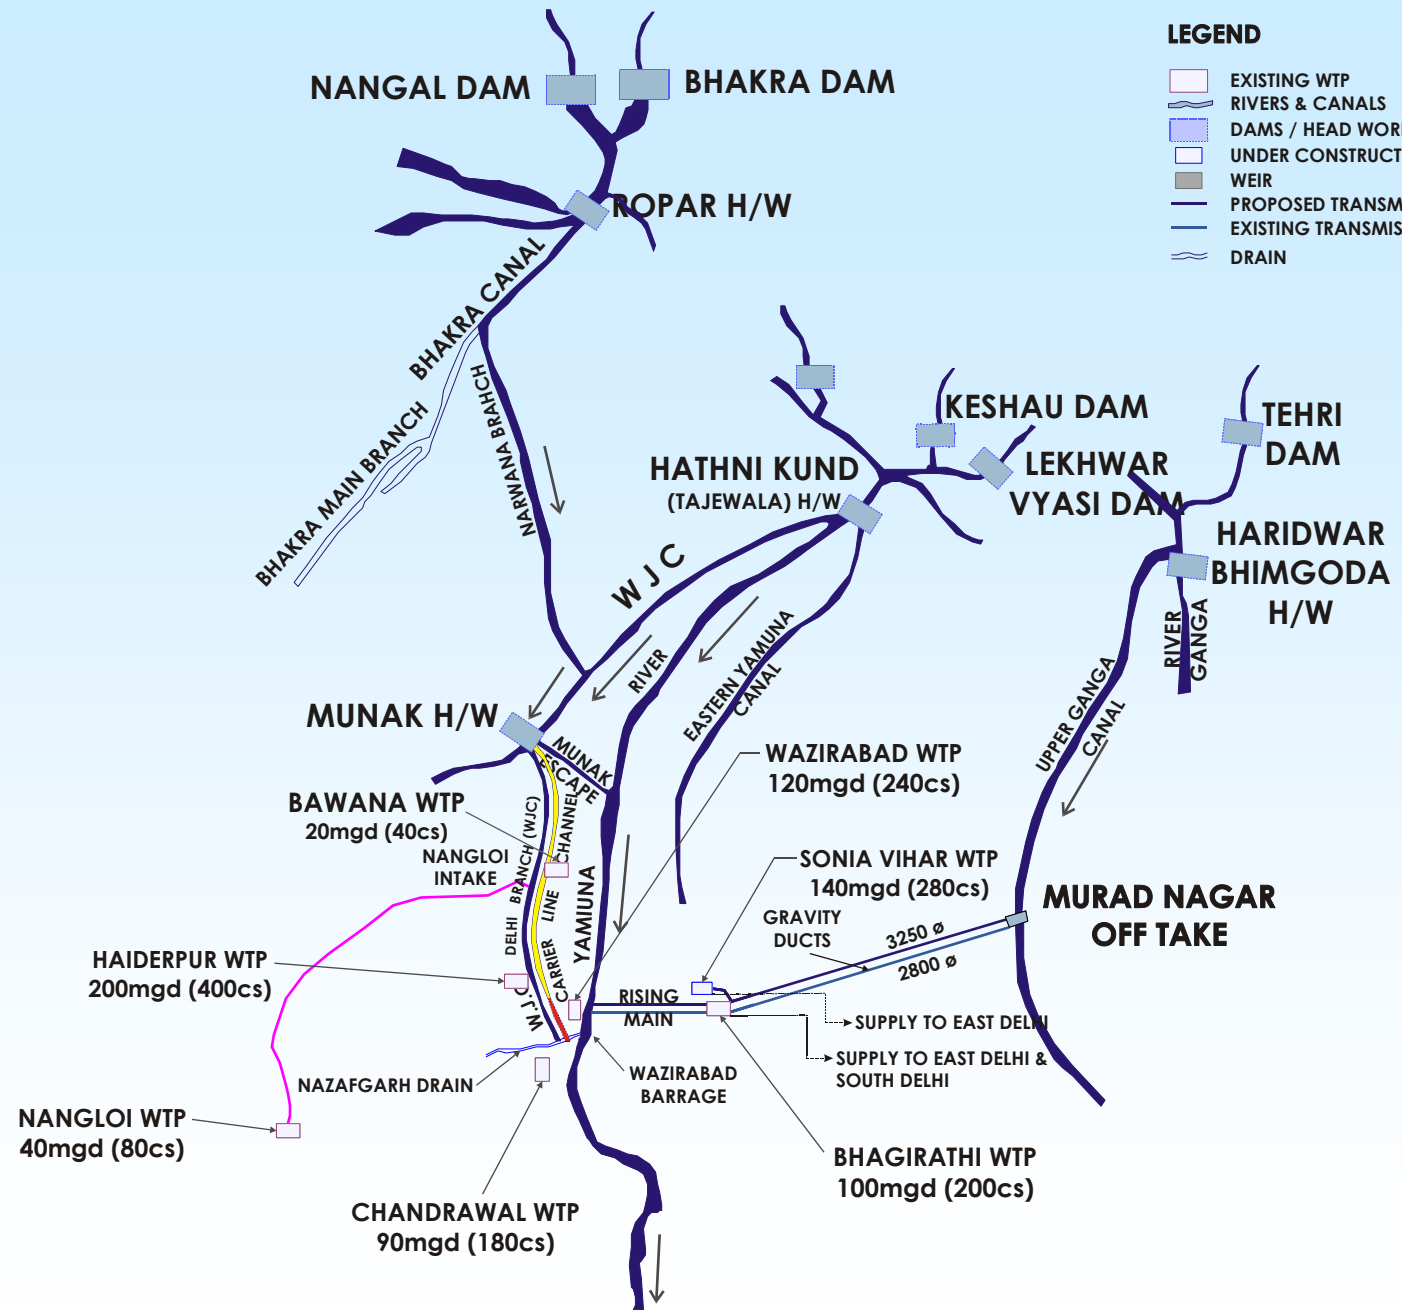 LEGEND
EXISTING WTP
RIVERS & CANALS
DAMS / HEAD WOR
UNDER CONSTRUCT
WEIR
PROPOSED TRANSM
EXISTING TRANSMIS
DRAIN
NANGAL DAM
BHAKRA DAM
ROPAR H/W
BHAKRA CANAL
BHAKRA MAIN BRANCH
NARWANA BRAHCH
KESHAU DAM
TEHRI
DAM
HATHNI KUND
(TAJEWALA) H/W
LEKHWAR
VYASI DAM
HARIDWAR
BHIMGODA
H/W
RIVER
GANGA
W J C
RIVER
YAMIUNA
EASTERN YAMUNA
CANAL
UPPER GANGA
CANAL
MUNAK H/W
MUNAK
ESCAPE
WAZIRABAD WTP
120mgd (240cs)
BAWANA WTP
20mgd (40cs)
NANGLOI
INTAKE
W.J.C. DELHI BRANCH (WJC)
CARRIER LINE CHANNEL
SONIA VIHAR WTP
140mgd (280cs)
GRAVITY
DUCTS
3250 ø
2800 ø
MURAD NAGAR
OFF TAKE
HAIDERPUR WTP
200mgd (400cs)
RISING
MAIN
SUPPLY TO EAST DELHI
SUPPLY TO EAST DELHI &
SOUTH DELHI
NAZAFGARH DRAIN
WAZIRABAD
BARRAGE
NANGLOI WTP
40mgd (80cs)
BHAGIRATHI WTP
100mgd (200cs)
CHANDRAWAL WTP
90mgd (180cs)